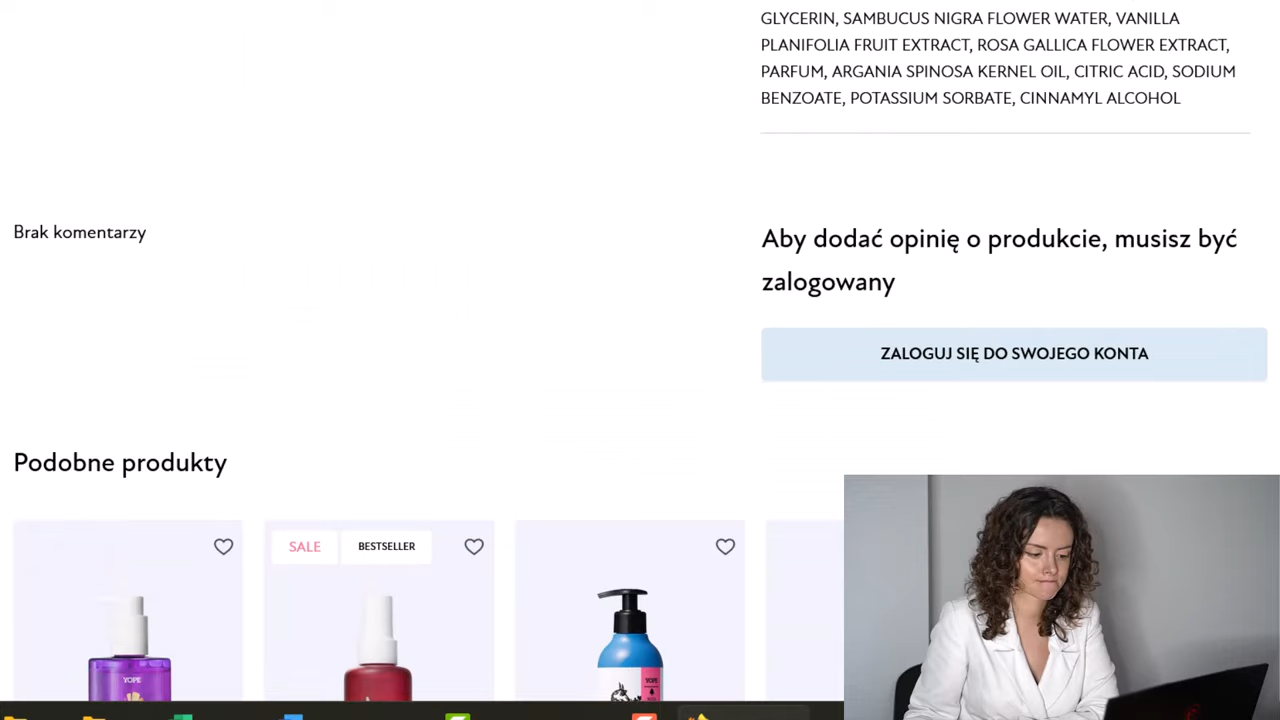 GLYCERIN, SAMBUCUS NIGRA FLOWER WATER, VANILLA
PLANIFOLIA FRUIT EXTRACT, ROSA GALLICA FLOWER EXTRACT,
PARFUM, ARGANIA SPINOSA KERNEL OIL, CITRIC ACID, SODIUM
BENZOATE, POTASSIUM SORBATE, CINNAMYL ALCOHOL
Brak komentarzy
Aby dodać opinię o produkcie, musisz być
zalogowany
ZALOGUJ SIĘ DO SWOJEGO KONTA
Podobne produkty
SALE
BESTSELLER
YOPE
YOPE